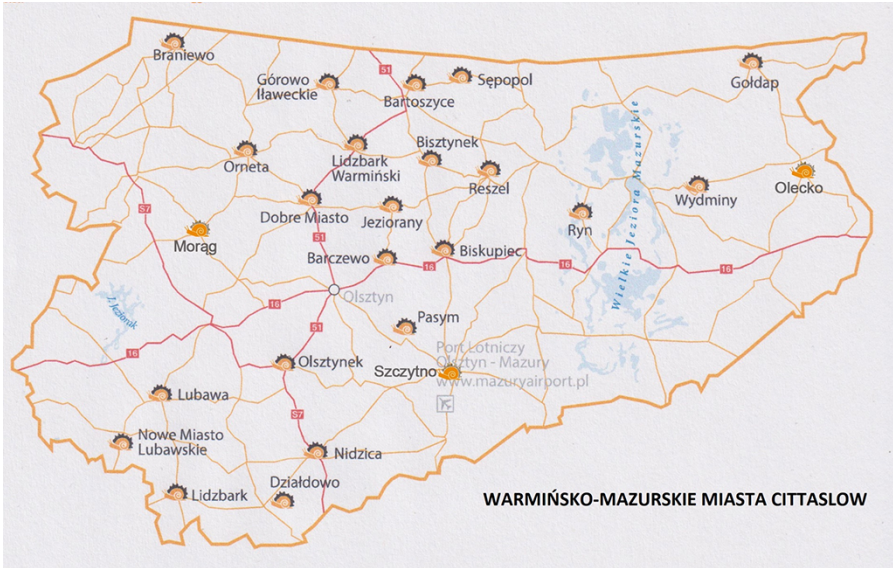 Braniewo
51
Sępopol
Gołdap
Górowo
Iławeckie
Bartoszyce
Bisztynek
Orneta
Lidzbark
Warmiński
Reszel
Wielkie Jeziora Mazurskie
Wydminy
Olecko
Dobre Miasto
Jeziorany
Ryn
S7
Morąg
51
Barczewo
16
Biskupiec
16
16
Olsztyn
16
J. Jeziorak
51
Pasym
16
Olsztynek
Port Lotniczy
Olsztyn - Mazury
Szczytno
www.mazuryairport.pl
Lubawa
S7
Nowe Miasto
Lubawskie
Nidzica
Lidzbark
Działdowo
WARMIŃSKO-MAZURSKIE MIASTA CITTASLOW